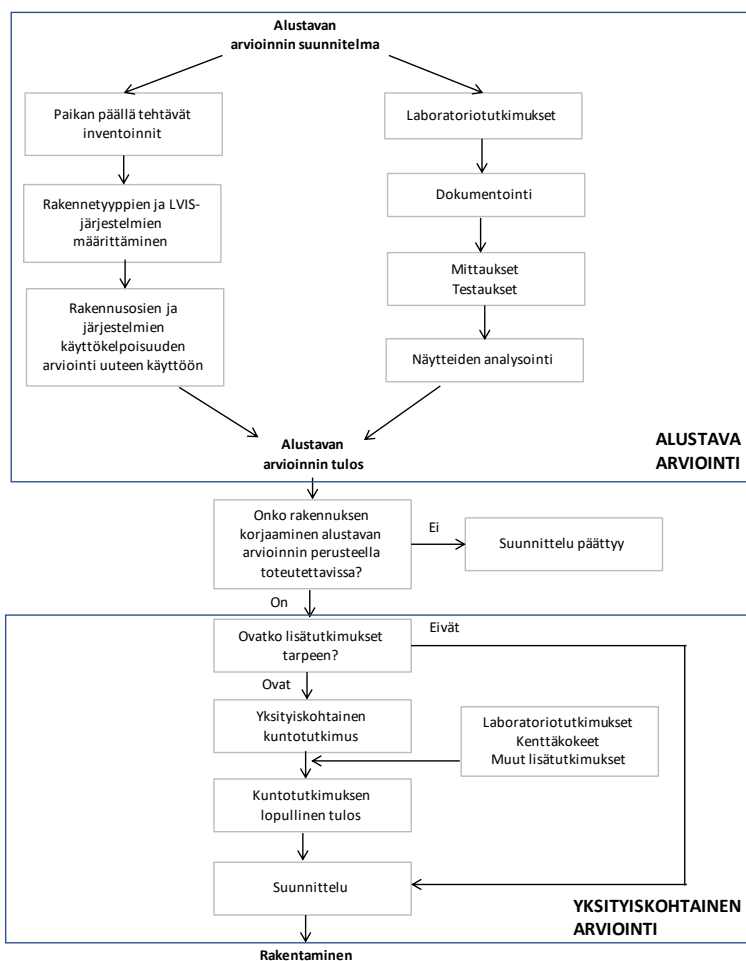 Alustavan
arvioinnin suunnitelma
Paikan päällä tehtävät
inventoinnit
Rakennetyyppien ja LVIS-
järjestelmien
määrittäminen
Rakennusosien ja
järjestelmien
käyttökelpoisuuden
arviointi uuteen käyttöön
Laboratoriotutkimukset
Dokumentointi
Mittaukset
Testaukset
Näytteiden analysointi
Alustavan
arvioinnin tulos
ALUSTAVA
ARVIOINTI
Onko rakennuksen
korjaaminen alustavan
arvioinnin perusteella
toteutettavissa?
Ei
Suunnittelu päättyy
On
Ovatko lisätutkimukset
tarpeen?
Eivät
Ovat
Yksityiskohtainen
kuntotutkimus
Laboratoriotutkimukset
Kenttäkokeet
Muut lisätutkimukset
Kuntotutkimuksen
lopullinen tulos
Suunnittelu
YKSITYISKOHTAINEN
ARVIOINTI
Rakentaminen